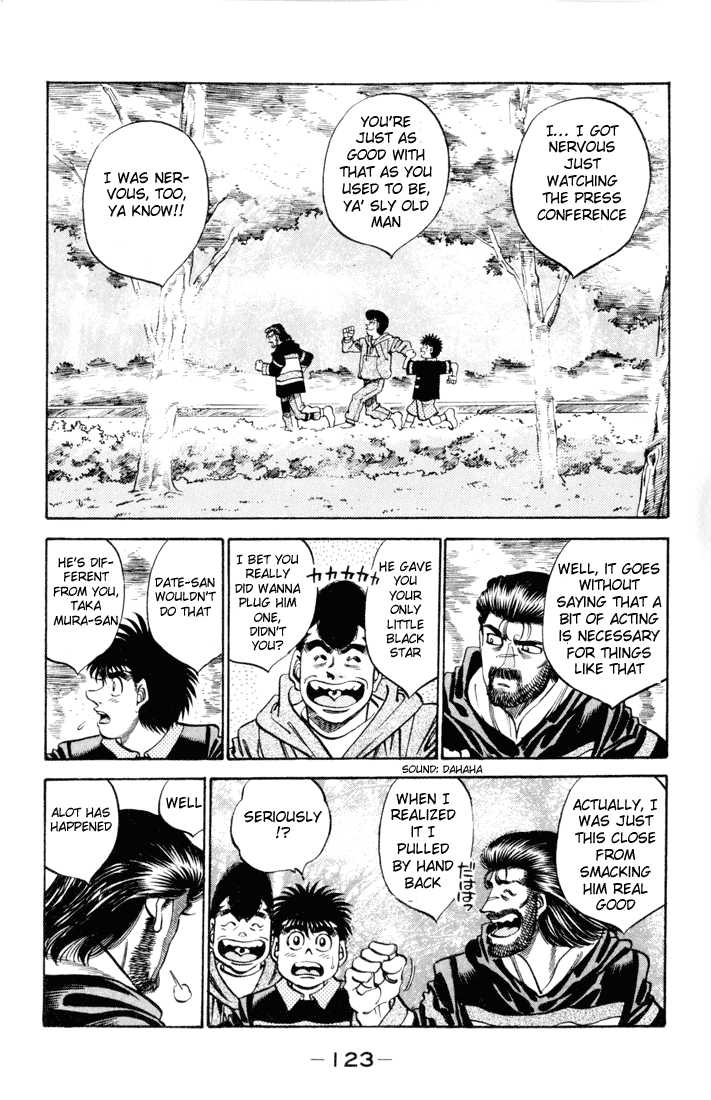 I... I GOT
NERVOUS
JUST
WATCHING
THE PRESS
CONFERENCE
YOU'RE
JUST AS
GOOD WITH
THAT AS YOU
USED TO BE,
YA' SLY OLD
MAN
I WAS NER-
VOUS, TOO,
YA KNOW!!
WELL, IT GOES
WITHOUT
SAYING THAT A
BIT OF ACTING
IS NECESSARY
FOR THINGS
LIKE THAT
HE GAVE
YOU
YOUR
ONLY
LITTLE
BLACK
STAR
I BET YOU
REALLY
DID WANNA
PLUG HIM
ONE,
DIDN'T
YOU?
カカカカカ
DATE-SAN
WOULDN'T
DO THAT
HE'S DIF-
FERENT
FROM YOU,
TAKA
MURA-SAN
SOUND: DAHAHA
ACTUALLY, I
WAS JUST
THIS CLOSE
FROM
SMACKING
HIM REAL
GOOD
だははっ
WHEN I
REALIZED
IT I
PULLED
BY HAND
BACK
SERIOUSLY
!?
WELL
ALOT HAS
HAPPENED
—123—